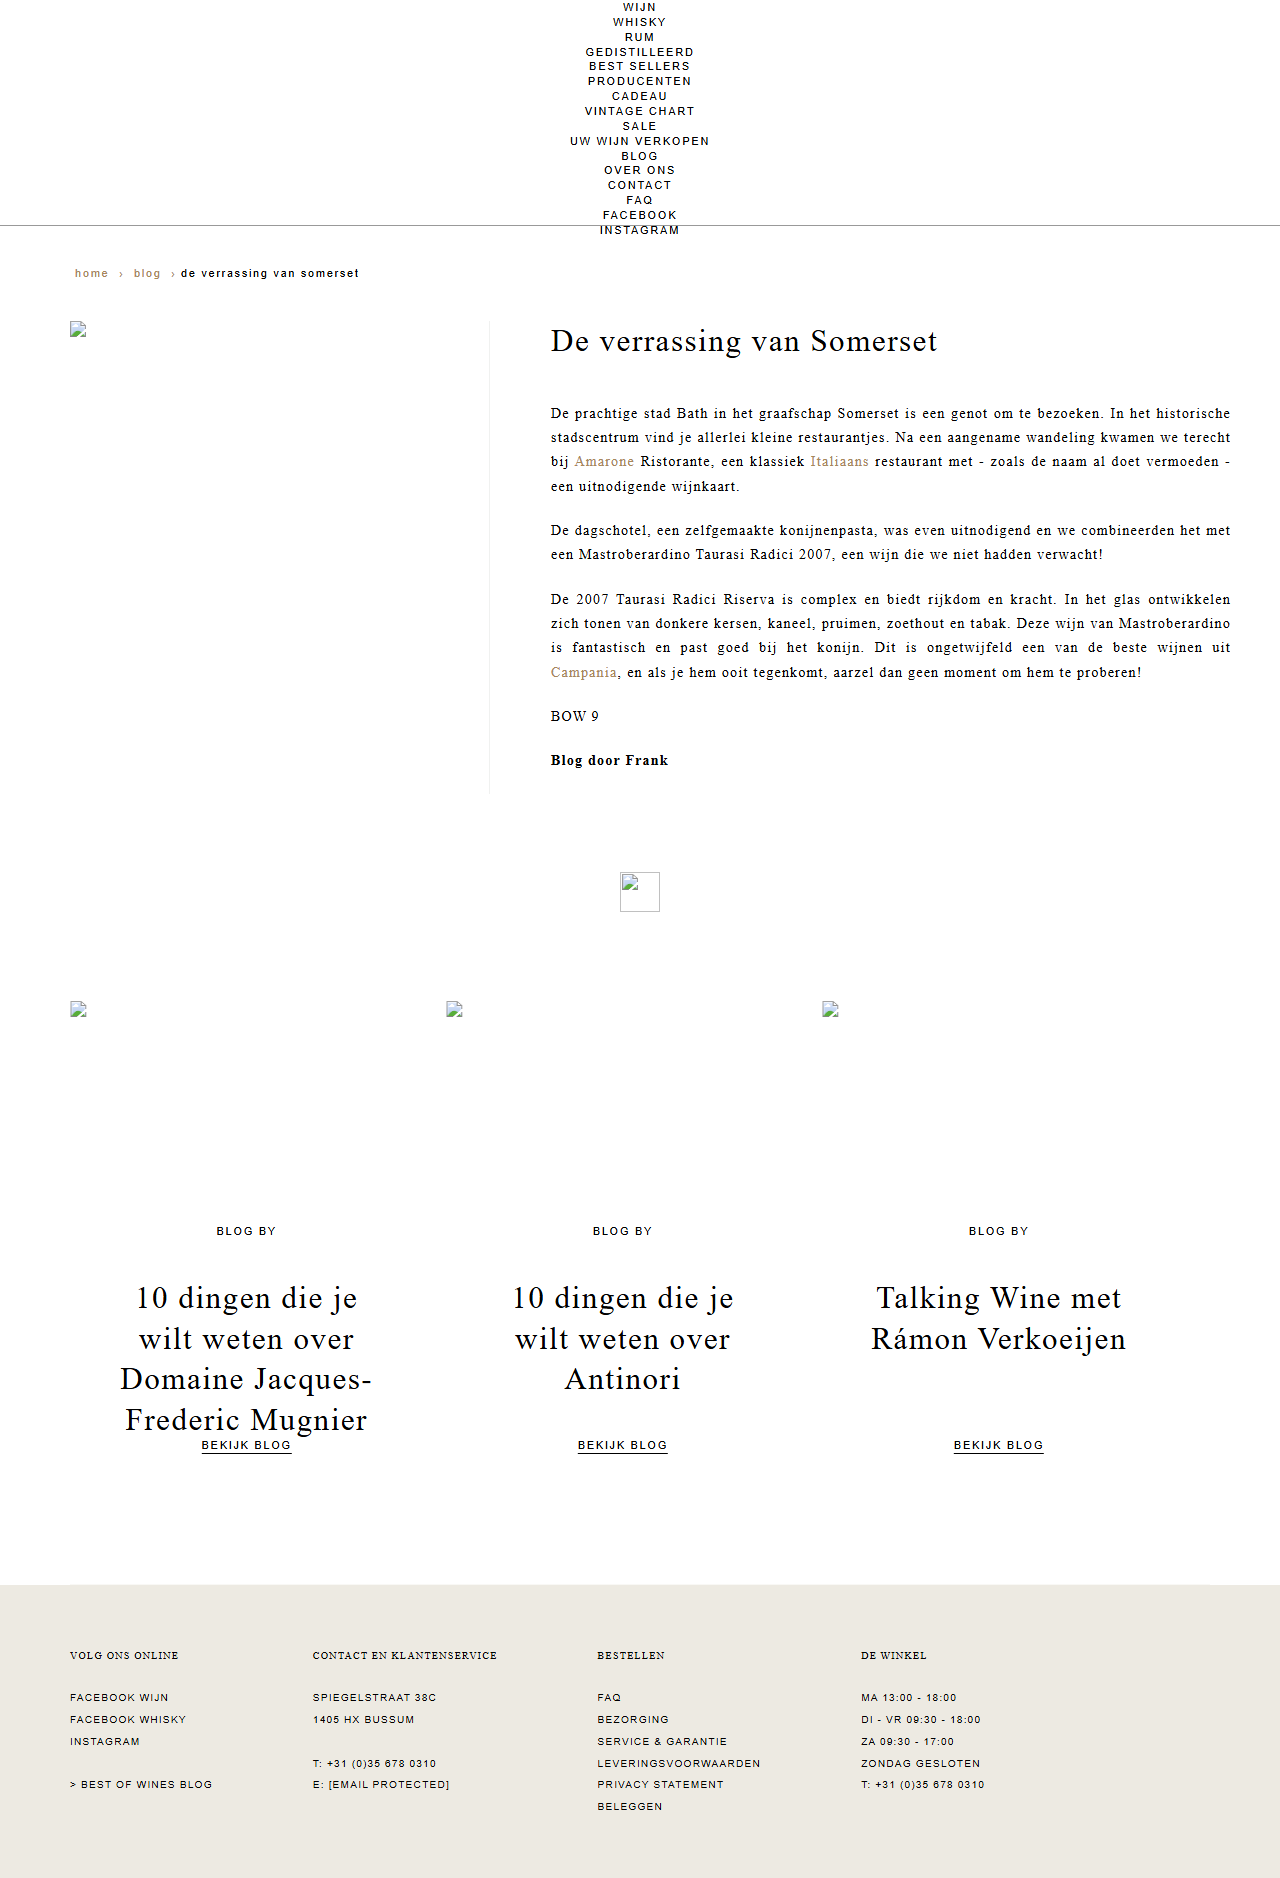 WIJN
WHISKY
RUM
GEDISTILLEERD
BEST SELLERS
PRODUCENTEN
CADEAU
VINTAGE CHART
SALE
UW WIJN VERKOPEN
BLOG
OVER ONS
CONTACT
FAQ
FACEBOOK
INSTAGRAM
home › blog › de verrassing van somerset
De verrassing van Somerset
De prachtige stad Bath in het graafschap Somerset is een genot om te bezoeken. In het historische
stadscentrum vind je allerlei kleine restaurantjes. Na een aangename wandeling kwamen we terecht
bij Amarone Ristorante, een klassiek Italiaans restaurant met - zoals de naam al doet vermoeden -
een uitnodigende wijnkaart.
De dagschotel, een zelfgemaakte konijnenpasta, was even uitnodigend en we combineerden het met
een Mastroberardino Taurasi Radici 2007, een wijn die we niet hadden verwacht!
De 2007 Taurasi Radici Riserva is complex en biedt rijkdom en kracht. In het glas ontwikkelen
zich tonen van donkere kersen, kaneel, pruimen, zoethout en tabak. Deze wijn van Mastroberardino
is fantastisch en past goed bij het konijn. Dit is ongetwijfeld een van de beste wijnen uit
Campania, en als je hem ooit tegenkomt, aarzel dan geen moment om hem te proberen!
BOW 9
Blog door Frank
BLOG BY
10 dingen die je
wilt weten over
Domaine Jacques-
Frederic Mugnier
BEKIJK BLOG
BLOG BY
10 dingen die je
wilt weten over
Antinori
BEKIJK BLOG
BLOG BY
Talking Wine met
Rámon Verkoeijen
BEKIJK BLOG
VOLG ONS ONLINE
FACEBOOK WIJN
FACEBOOK WHISKY
INSTAGRAM
> BEST OF WINES BLOG
CONTACT EN KLANTENSERVICE
SPIEGELSTRAAT 38C
1405 HX BUSSUM
T: +31 (0)35 678 0310
E: [EMAIL PROTECTED]
BESTELLEN
FAQ
BEZORGING
SERVICE & GARANTIE
LEVERINGSVOORWAARDEN
PRIVACY STATEMENT
BELEGGEN
DE WINKEL
MA 13:00 - 18:00
DI - VR 09:30 - 18:00
ZA 09:30 - 17:00
ZONDAG GESLOTEN
T: +31 (0)35 678 0310